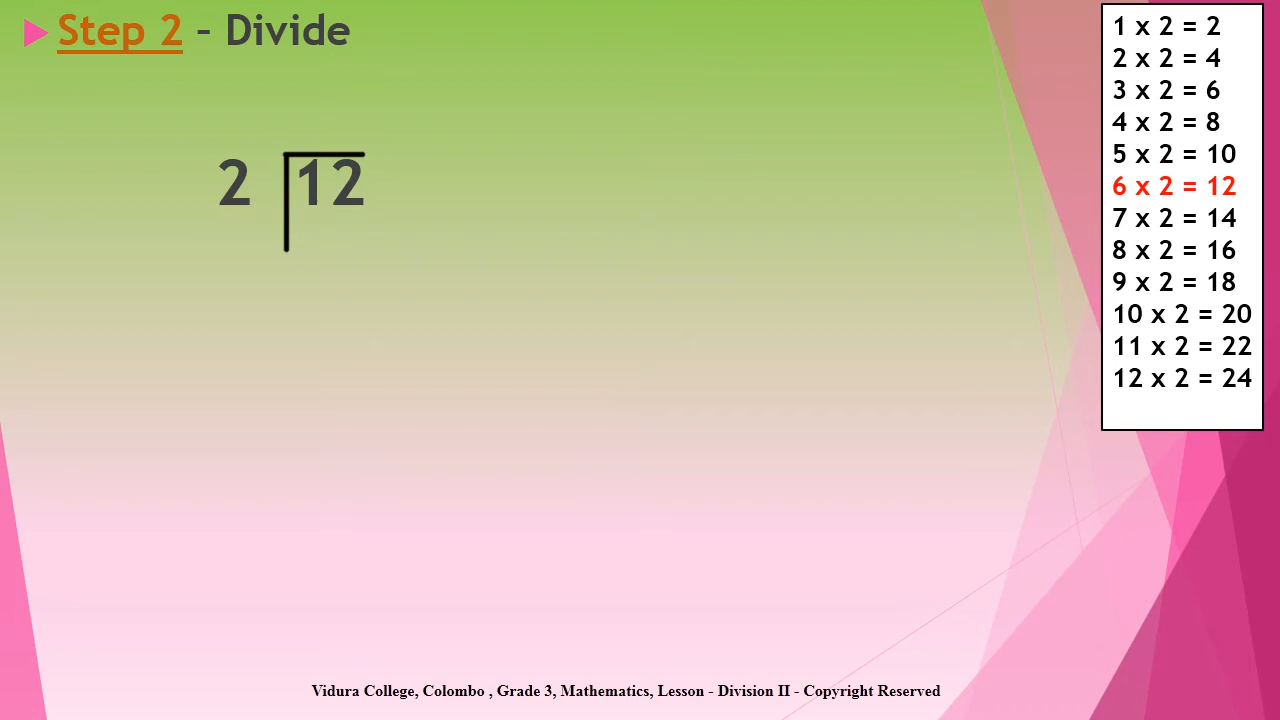 Step 2 – Divide
2 12
1 x 2 = 2
2 x 2 = 4
3 x 2 = 6
4 x 2 = 8
5 x 2 = 10
6 x 2 = 12
7 x 2 = 14
8 x 2 = 16
9 x 2 = 18
10 x 2 = 20
11 x 2 = 22
12 x 2 = 24
Vidura College, Colombo , Grade 3, Mathematics, Lesson - Division II - Copyright Reserved